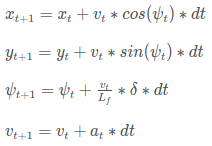 x_{t+1} = x_t + v_t * cos(ψ_t) * dt
y_{t+1} = y_t + v_t * sin(ψ_t) * dt
ψ_{t+1} = ψ_t + \frac{v_t}{L_f} * δ * dt
v_{t+1} = v_t + a_t * dt